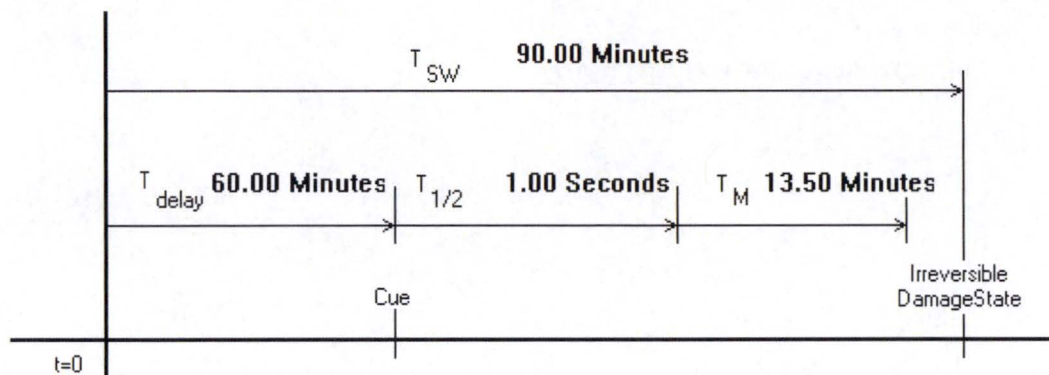 T SW 90.00 Minutes
T delay 60.00 Minutes T 1/2 1.00 Seconds T M 13.50 Minutes
Cue
Irreversible
DamageState
t=0